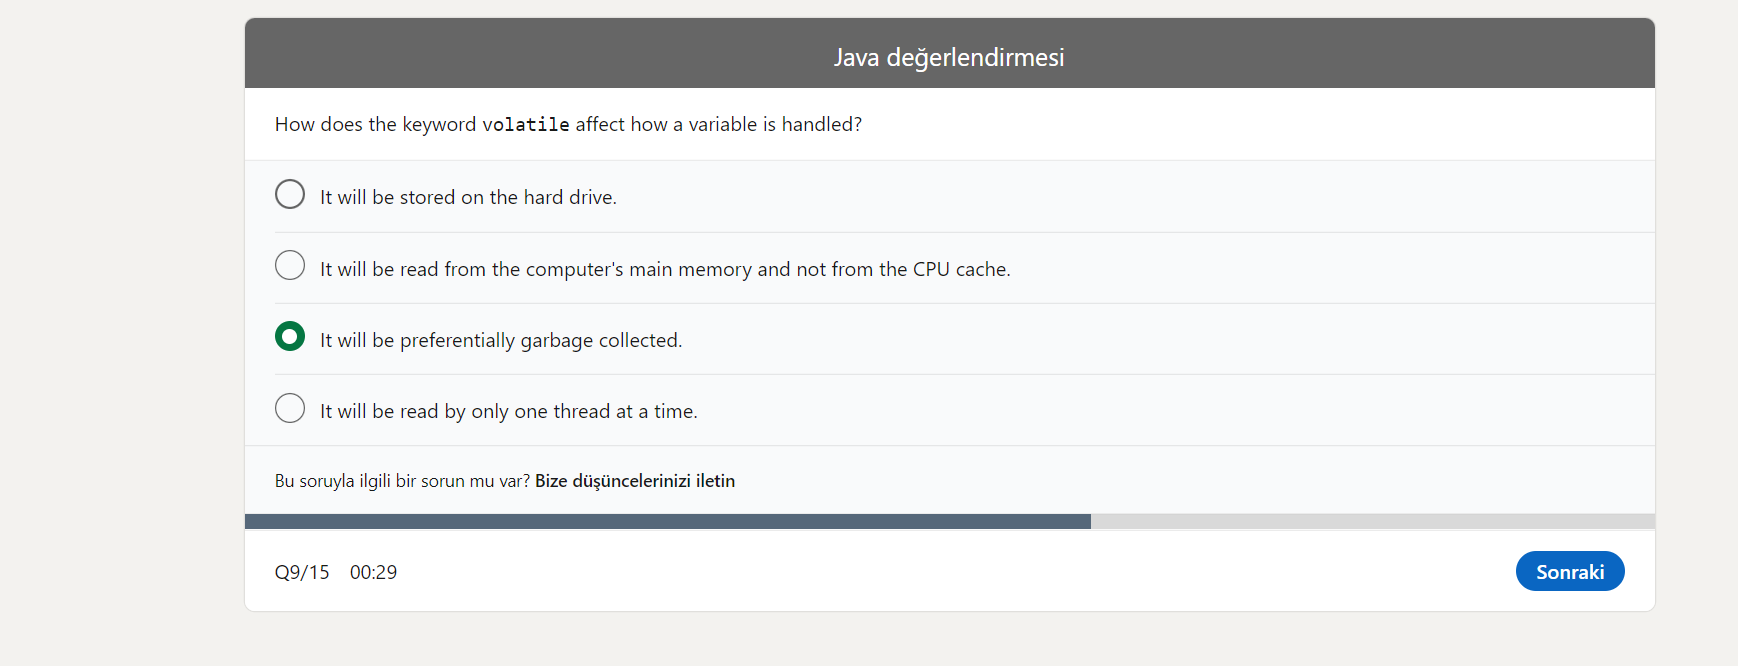 Java değerlendirmesi
How does the keyword volatile affect how a variable is handled?
It will be stored on the hard drive.
It will be read from the computer's main memory and not from the CPU cache.
It will be preferentially garbage collected.
It will be read by only one thread at a time.
Bu soruyla ilgili bir sorun mu var? Bize düşüncelerinizi iletin
Q9/15 00:29
Sonraki